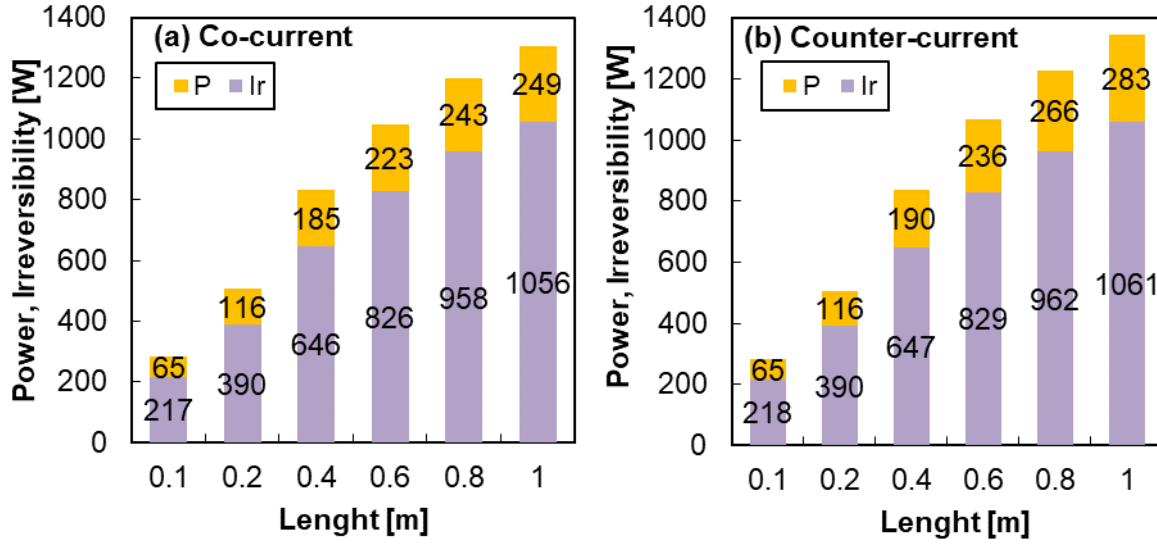 Power, Irreversibility [W]
1400
1200
1000
800
600
400
200
0
(a) Co-current
P Ir
65 116 185 223 243 249
217 390 646 826 958 1056
0.1 0.2 0.4 0.6 0.8 1
Lenght [m]
Power, Irreversibility [W]
1400
1200
1000
800
600
400
200
0
(b) Counter-current
P Ir
65 116 190 236 266 283
218 390 647 829 962 1061
0.1 0.2 0.4 0.6 0.8 1
Lenght [m]